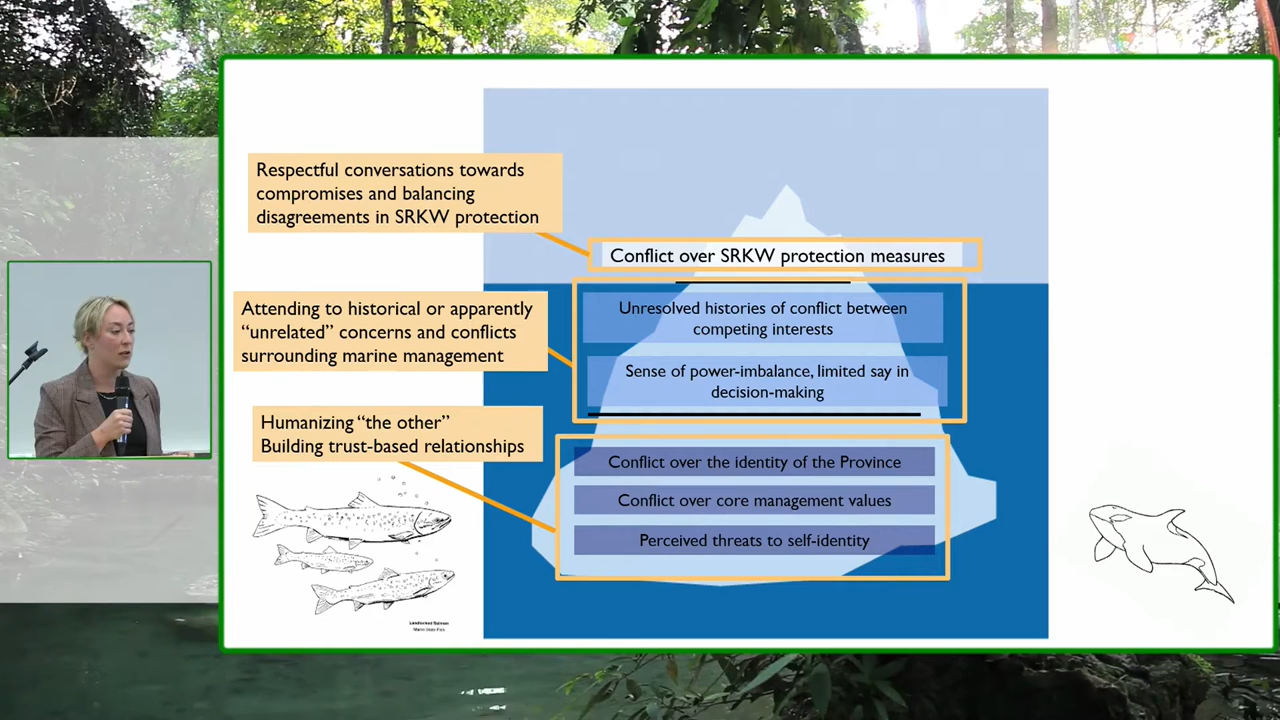 Respectful conversations towards
compromises and balancing
disagreements in SRKW protection
Conflict over SRKW protection measures
Attending to historical or apparently
“unrelated” concerns and conflicts
surrounding marine management
Unresolved histories of conflict between
competing interests
Sense of power-imbalance, limited say in
decision-making
Humanizing “the other”
Building trust-based relationships
Conflict over the identity of the Province
Conflict over core management values
Perceived threats to self-identity
Landlocked Salmon